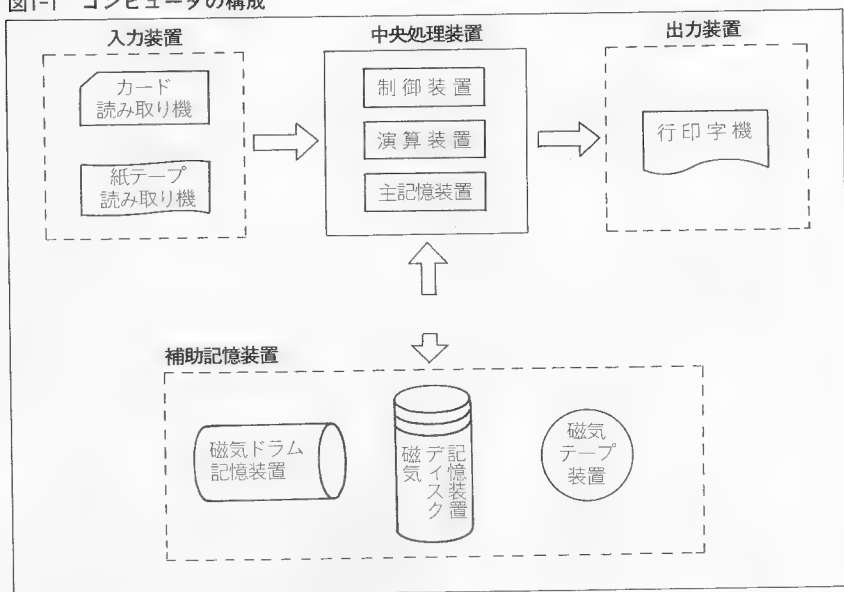 図1-1 コンピュータの構成
入力装置
カード
読み取り機
紙テープ
読み取り機
中央処理装置
制御装置
演算装置
主記憶装置
出力装置
行印字機
補助記憶装置
磁気ドラム
記憶装置
磁気
ディスク
記憶装置
磁気
テープ
装置